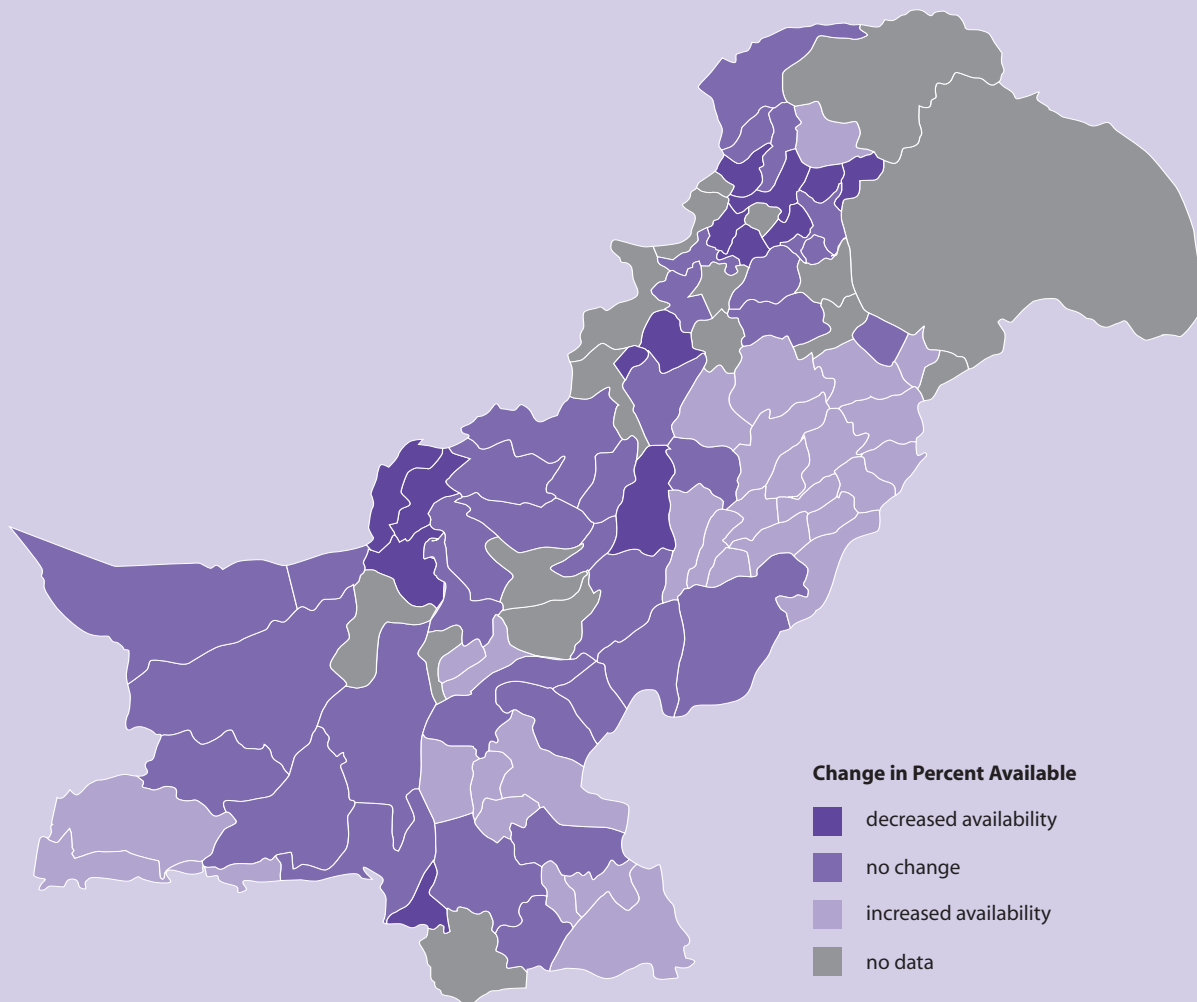 Change in Percent Available
decreased availability
no change
increased availability
no data